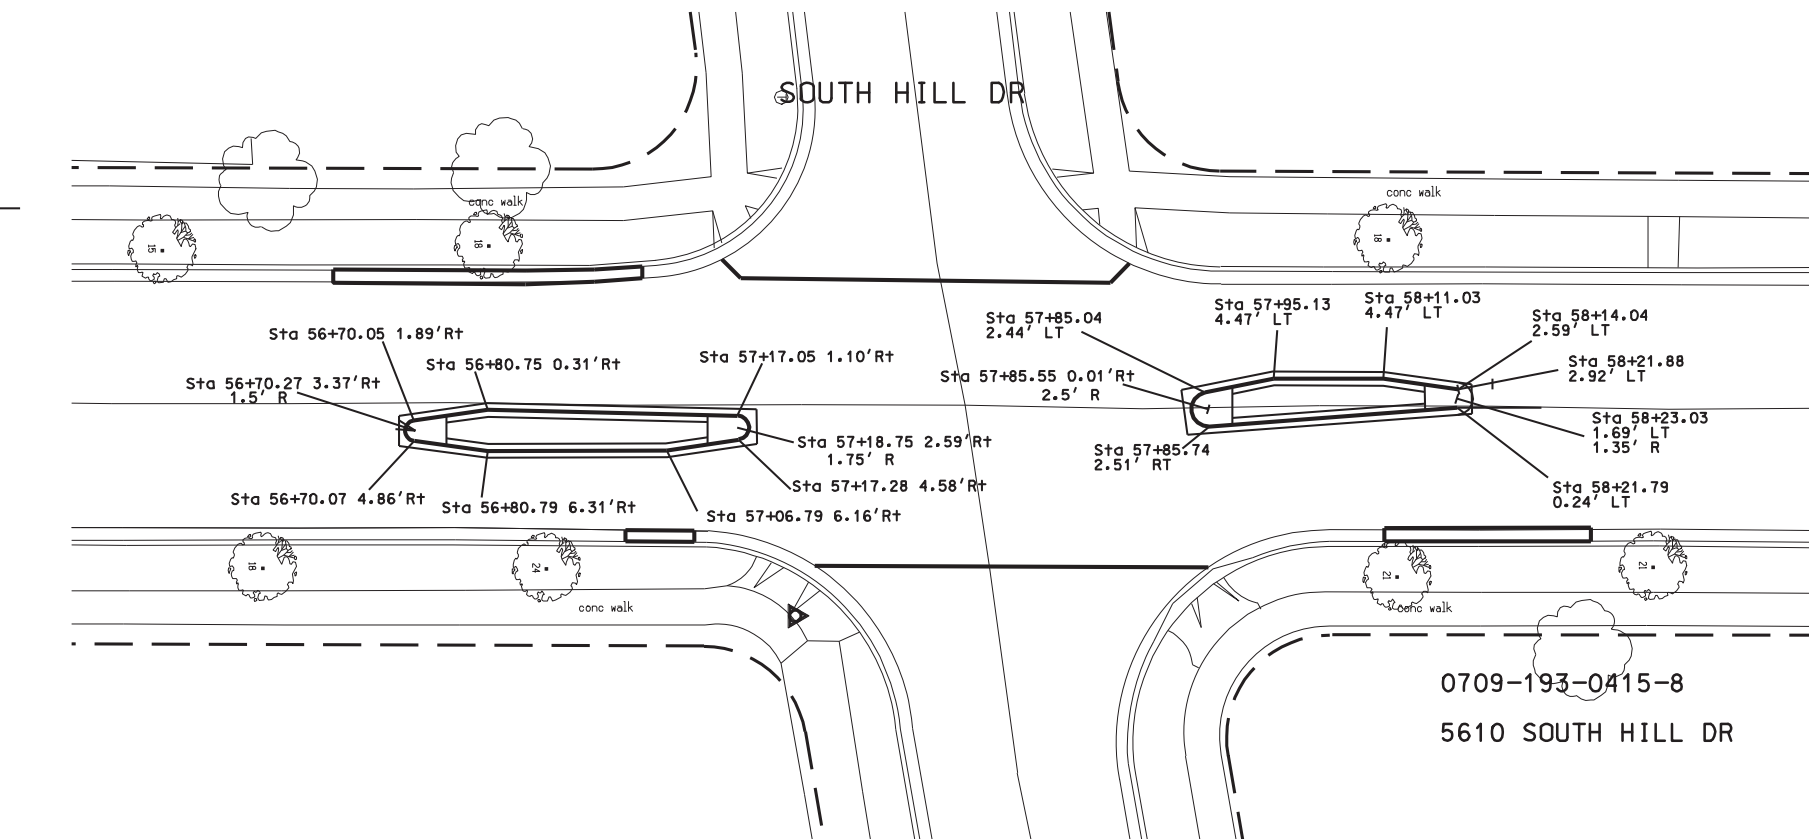 SOUTH HILL DR
conc walk
conc walk
15
18
18
Sta 56+70.05 1.89'Rt
Sta 56+80.75 0.31'Rt
Sta 57+17.05 1.10'Rt
Sta 56+70.27 3.37'Rt
1.5' R
Sta 57+85.04
2.44' LT
Sta 57+95.13
4.47' LT
Sta 58+11.03
4.47' LT
Sta 58+14.04
2.59' LT
Sta 57+85.55 0.01'Rt
2.5' R
Sta 58+21.88
2.92' LT
Sta 57+18.75 2.59'Rt
1.75' R
Sta 57+85.74
2.51' RT
Sta 58+23.03
1.69' LT
1.35' R
Sta 56+70.07 4.86'Rt
Sta 56+80.79 6.31'Rt
Sta 57+17.28 4.58'Rt
Sta 57+06.79 6.16'Rt
Sta 58+21.79
0.24' LT
18
24
21
21
conc walk
conc walk
0709-193-0415-8
5610 SOUTH HILL DR